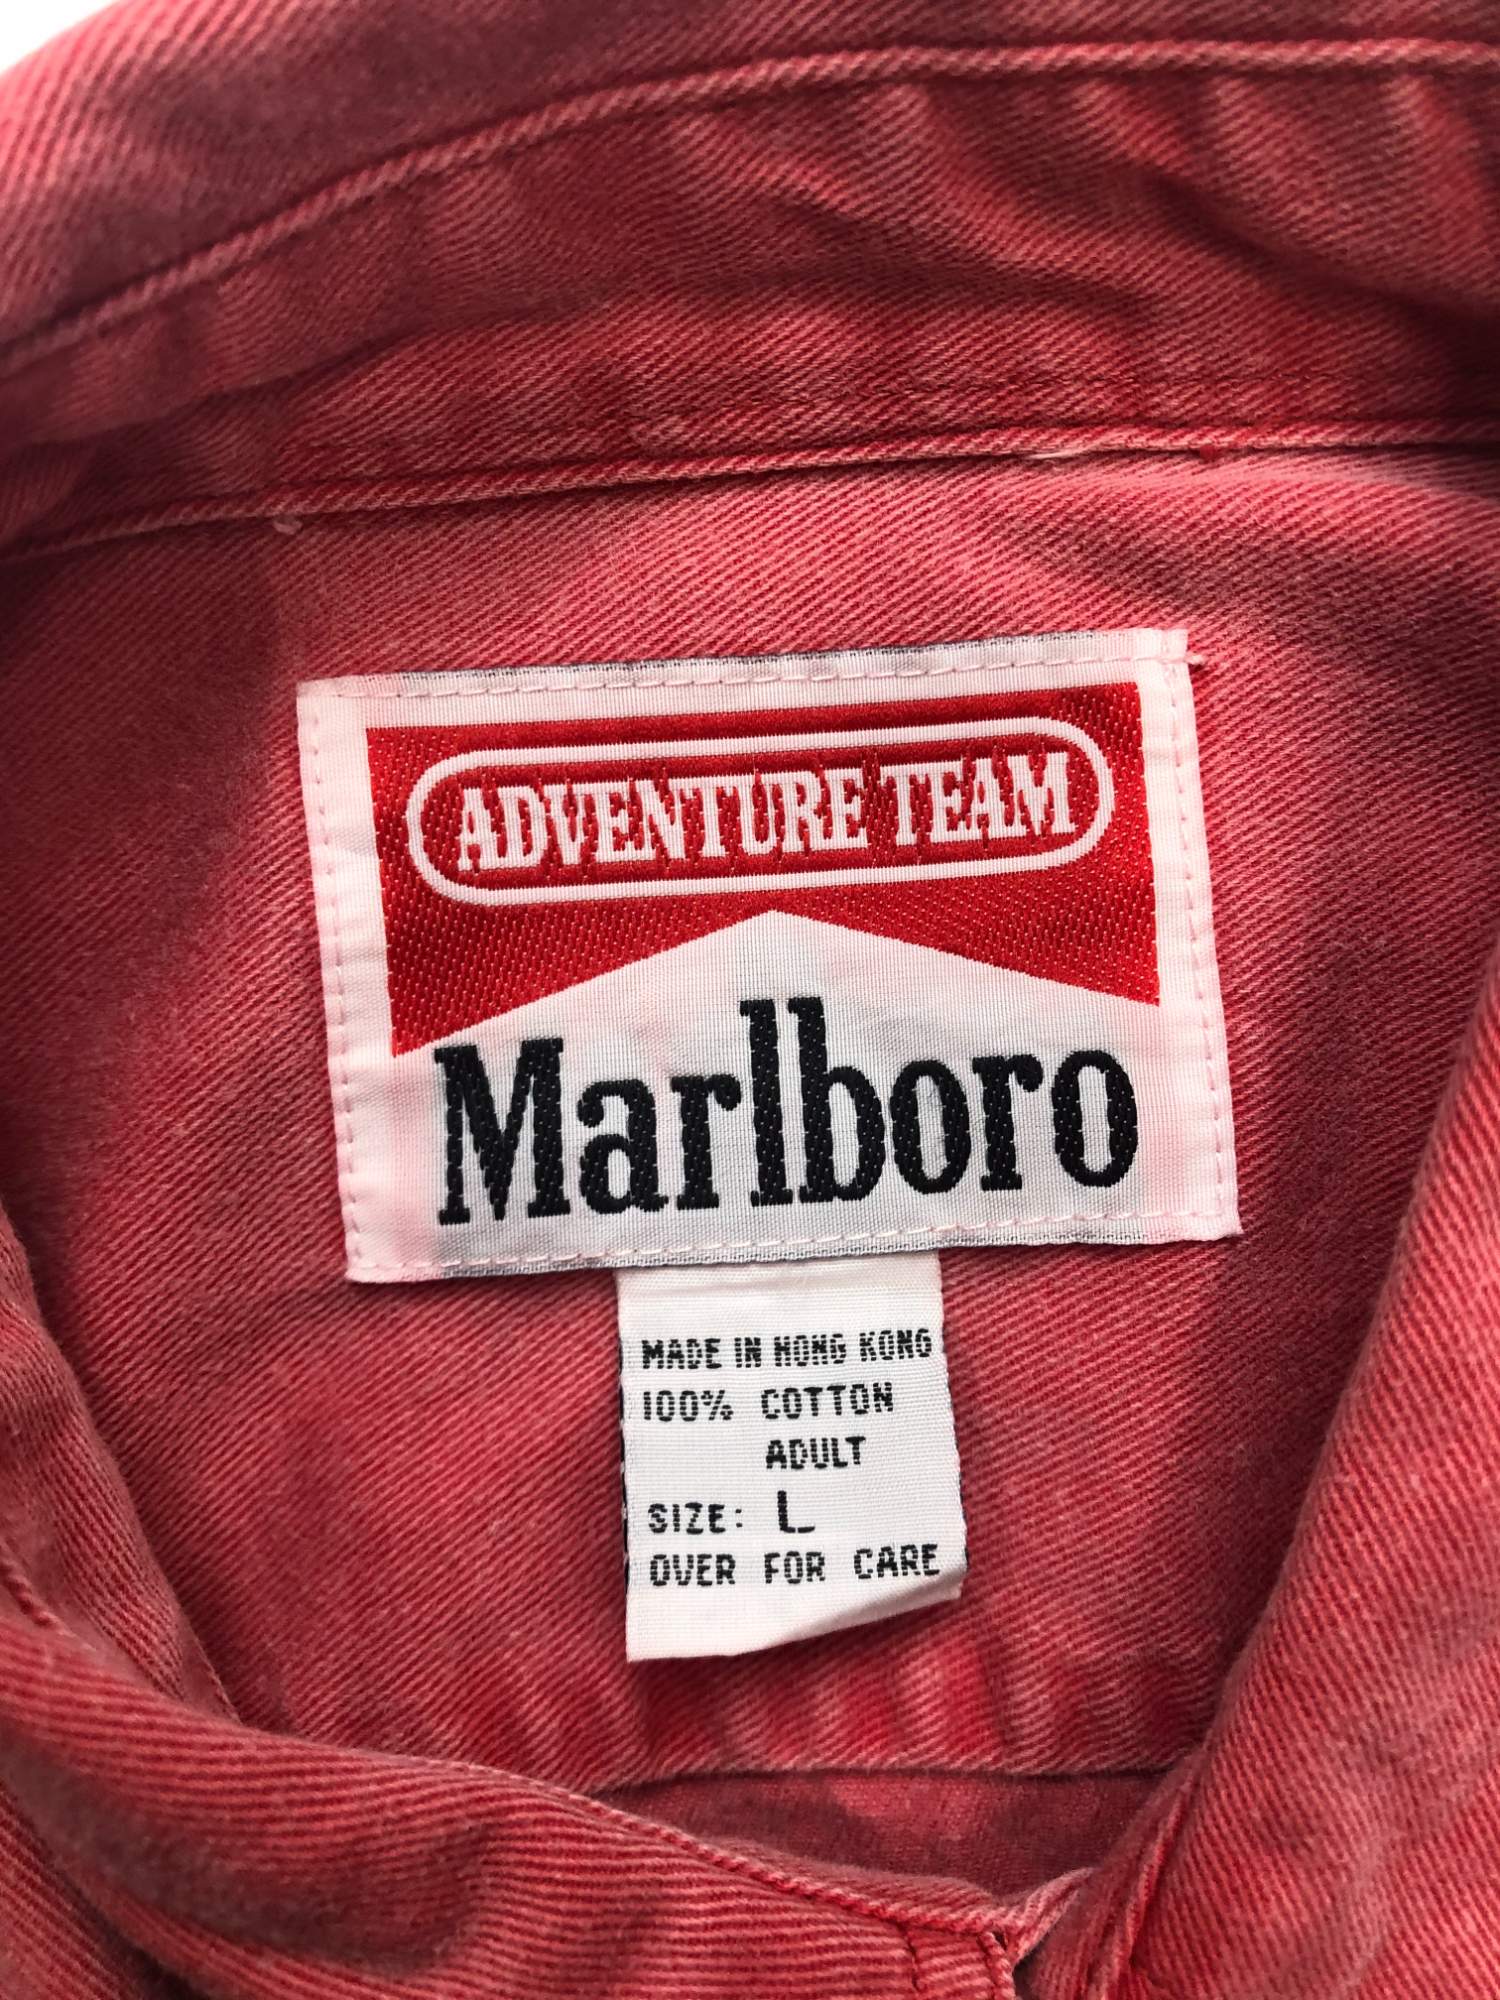 ADVENTURE TEAM
Marlboro
MADE IN HONG KONG
100% COTTON
ADULT
SIZE: L
OVER FOR CARE